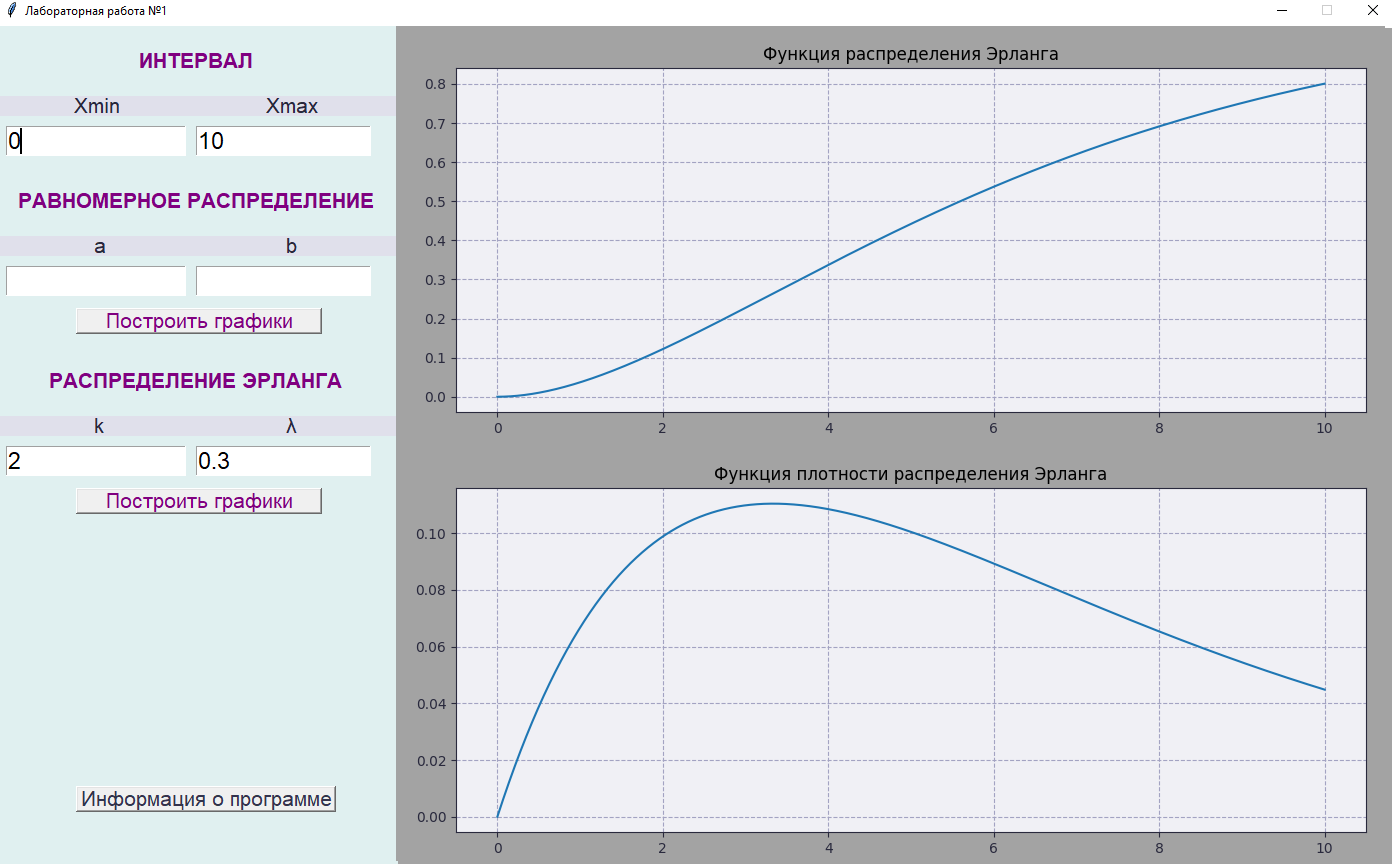 Лабораторная работа №1
ИНТЕРВАЛ
Xmin Xmax
0 10
РАВНОМЕРНОЕ РАСПРЕДЕЛЕНИЕ
a b
Построить графики
РАСПРЕДЕЛЕНИЕ ЭРЛАНГА
k λ
2 0.3
Построить графики
Информация о программе
Функция распределения Эрланга
0.8
0.7
0.6
0.5
0.4
0.3
0.2
0.1
0.0
0 2 4 6 8 10
Функция плотности распределения Эрланга
0.10
0.08
0.06
0.04
0.02
0.00
0 2 4 6 8 10